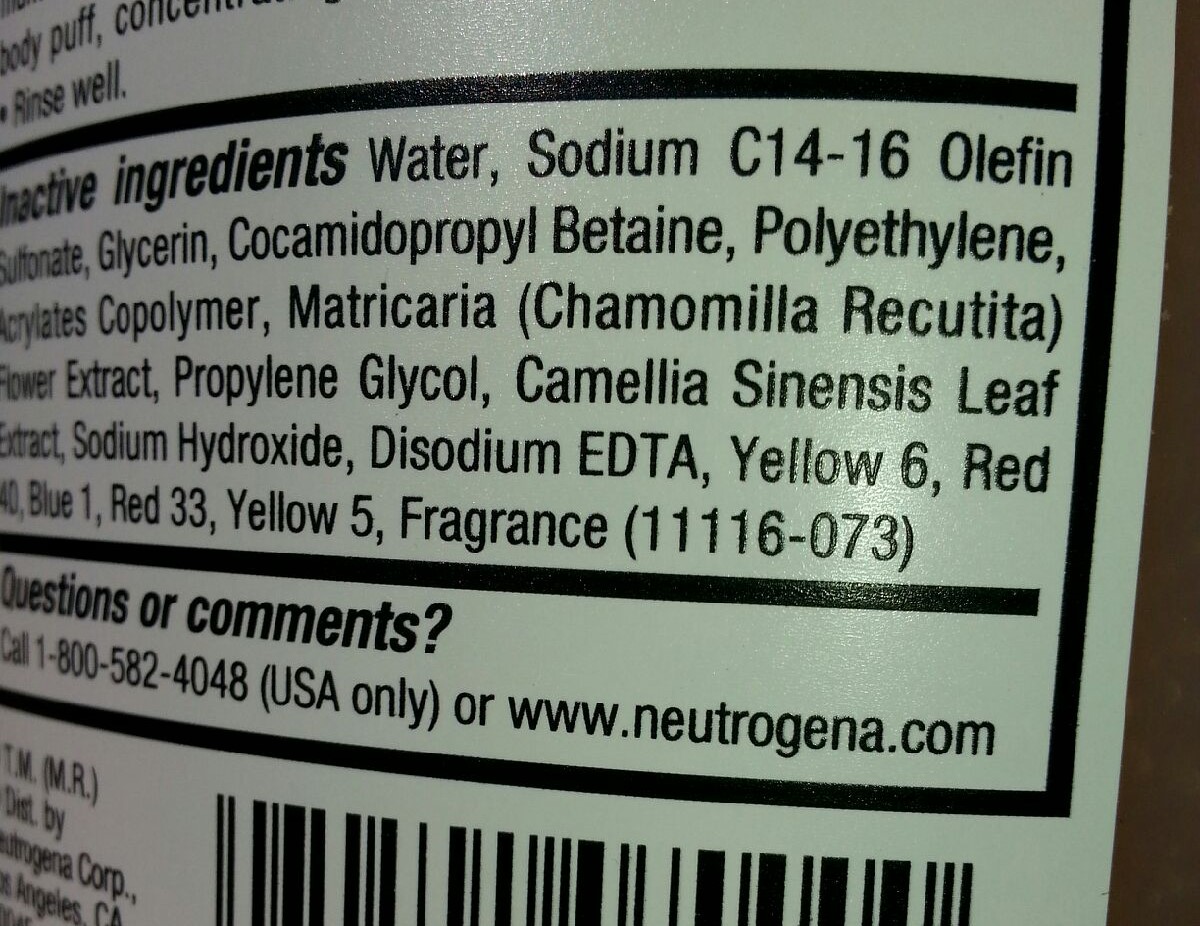 body puff,
• Rinse well.
Inactive ingredients Water, Sodium C14-16 Olefin
Sulfonate, Glycerin, Cocamidopropyl Betaine, Polyethylene,
Acrylates Copolymer, Matricaria (Chamomilla Recutita)
Flower Extract, Propylene Glycol, Camellia Sinensis Leaf
Extract, Sodium Hydroxide, Disodium EDTA, Yellow 6, Red
40, Blue 1, Red 33, Yellow 5, Fragrance (11116-073)
Questions or comments?
Call 1-800-582-4048 (USA only) or www.neutrogena.com
T.M. (M.R.)
Dist. by
eutrogena Corp.,
os Angeles, CA